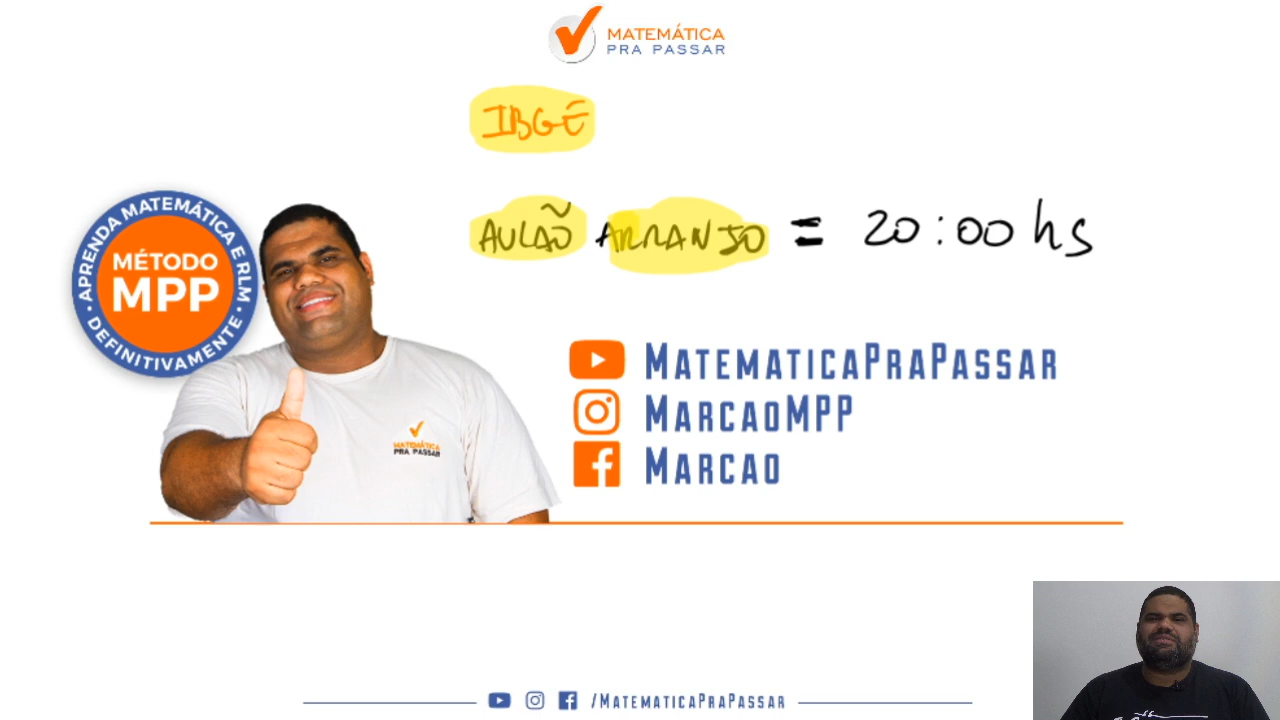 MATEMÁTICA
PRA PASSAR
IBGE
AULÃO ARRANJO = 20:00 hs
APRENDA MATEMÁTICA E RLM
MÉTODO
MPP
DEFINITIVAMENTE
MATEMÁTICA
PRA PASSAR
MATEMATICAPRAPASSAR
MARCAOMPP
MARCAO
/MATEMATICAPRAPASSAR